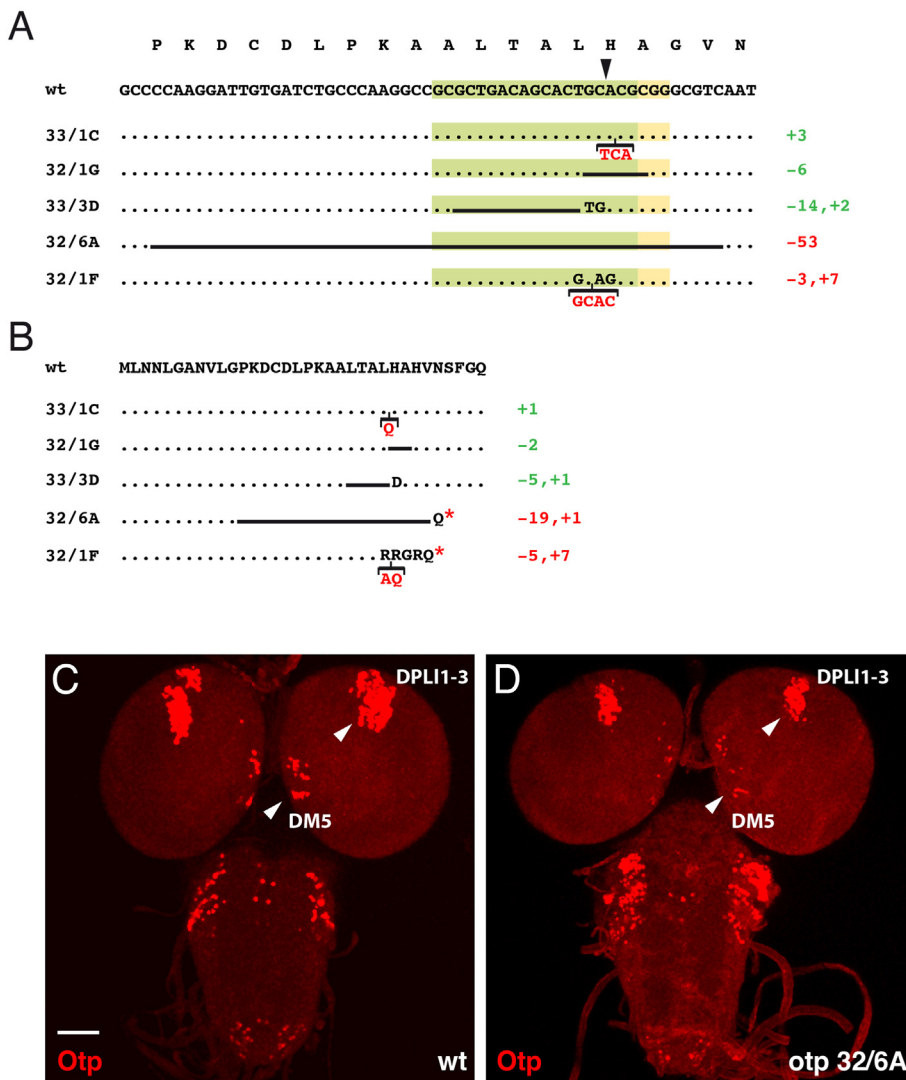 A
P K D C D L P K A A L T A L H A G V N
wt GCCCCAAGGATTGTGATCTGCCCAAGGCCGCGCTGACAGCACTGCACGCGGGCGTCAAT
33/1C +3
TCA
32/1G -6
33/3D TG -14,+2
32/6A -53
32/1F G.AG -3,+7
GCAC
B
wt MLNNLGANVLGPKDCDLPKAALTALHAHVNSFGQ
33/1C +1
Q
32/1G -2
33/3D D -5,+1
32/6A Q* -19,+1
32/1F RRGRQ* -5,+7
AQ
C DPLI1-3
DM5
Otp wt
D DPLI1-3
DM5
Otp otp 32/6A